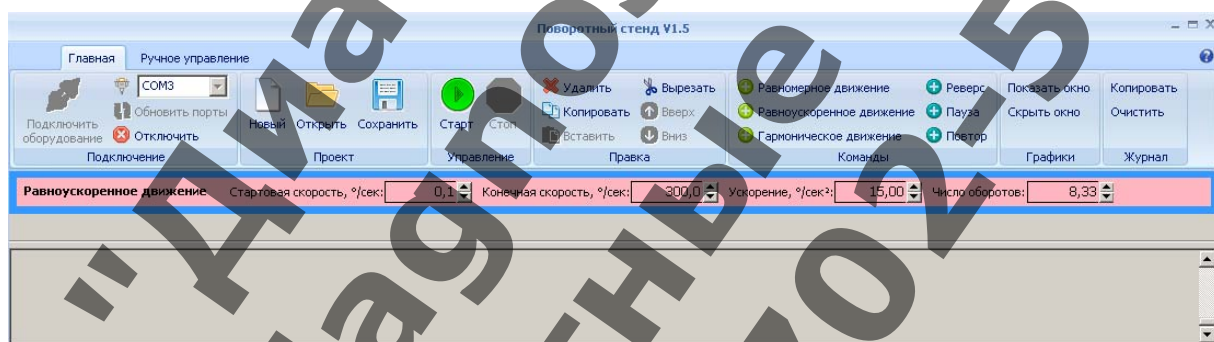 Поворотный стенд V1.5
Главная Ручное управление
COM3
Подключить оборудование
Обновить порты
Отключить
Подключение
Новый Открыть Сохранить
Проект
Старт Стоп
Управление
Удалить Вырезать
Копировать Вверх
Вставить Вниз
Правка
Равномерное движение Реверс
Равноускоренное движение Пауза
Гармоническое движение Повтор
Команды
Показать окно
Скрыть окно
Графики
Копировать
Очистить
Журнал
Равноускоренное движение Стартовая скорость, °/сек: 0,1 Конечная скорость, °/сек: 300,0 Ускорение, °/сек²: 15,00 Число оборотов: 8,33